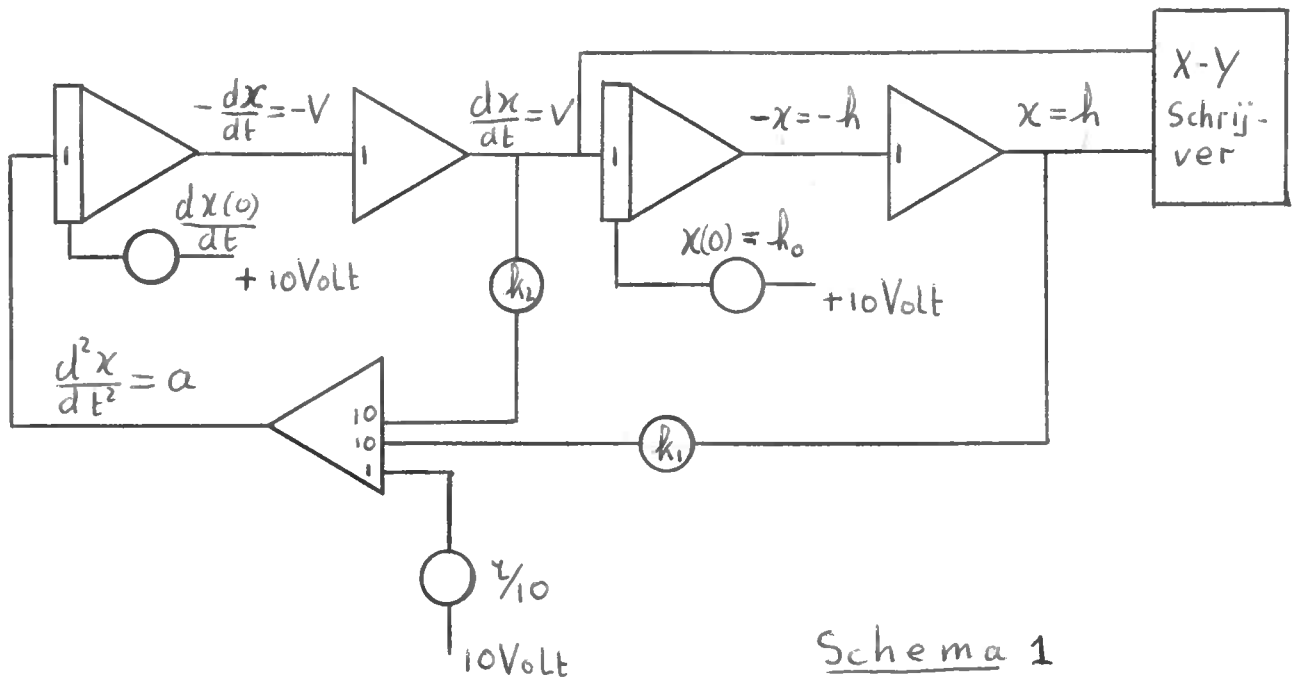 X-Y
Schrij-
ver
-dx/dt = -V
dx/dt = V
-x = -h
x = h
1
1
1
1
dx(0)/dt
+10Volt
x(0) = h₀
+10Volt
k₂
d²x/dt² = a
10
10
1
k₁
/10
10Volt
Schema 1